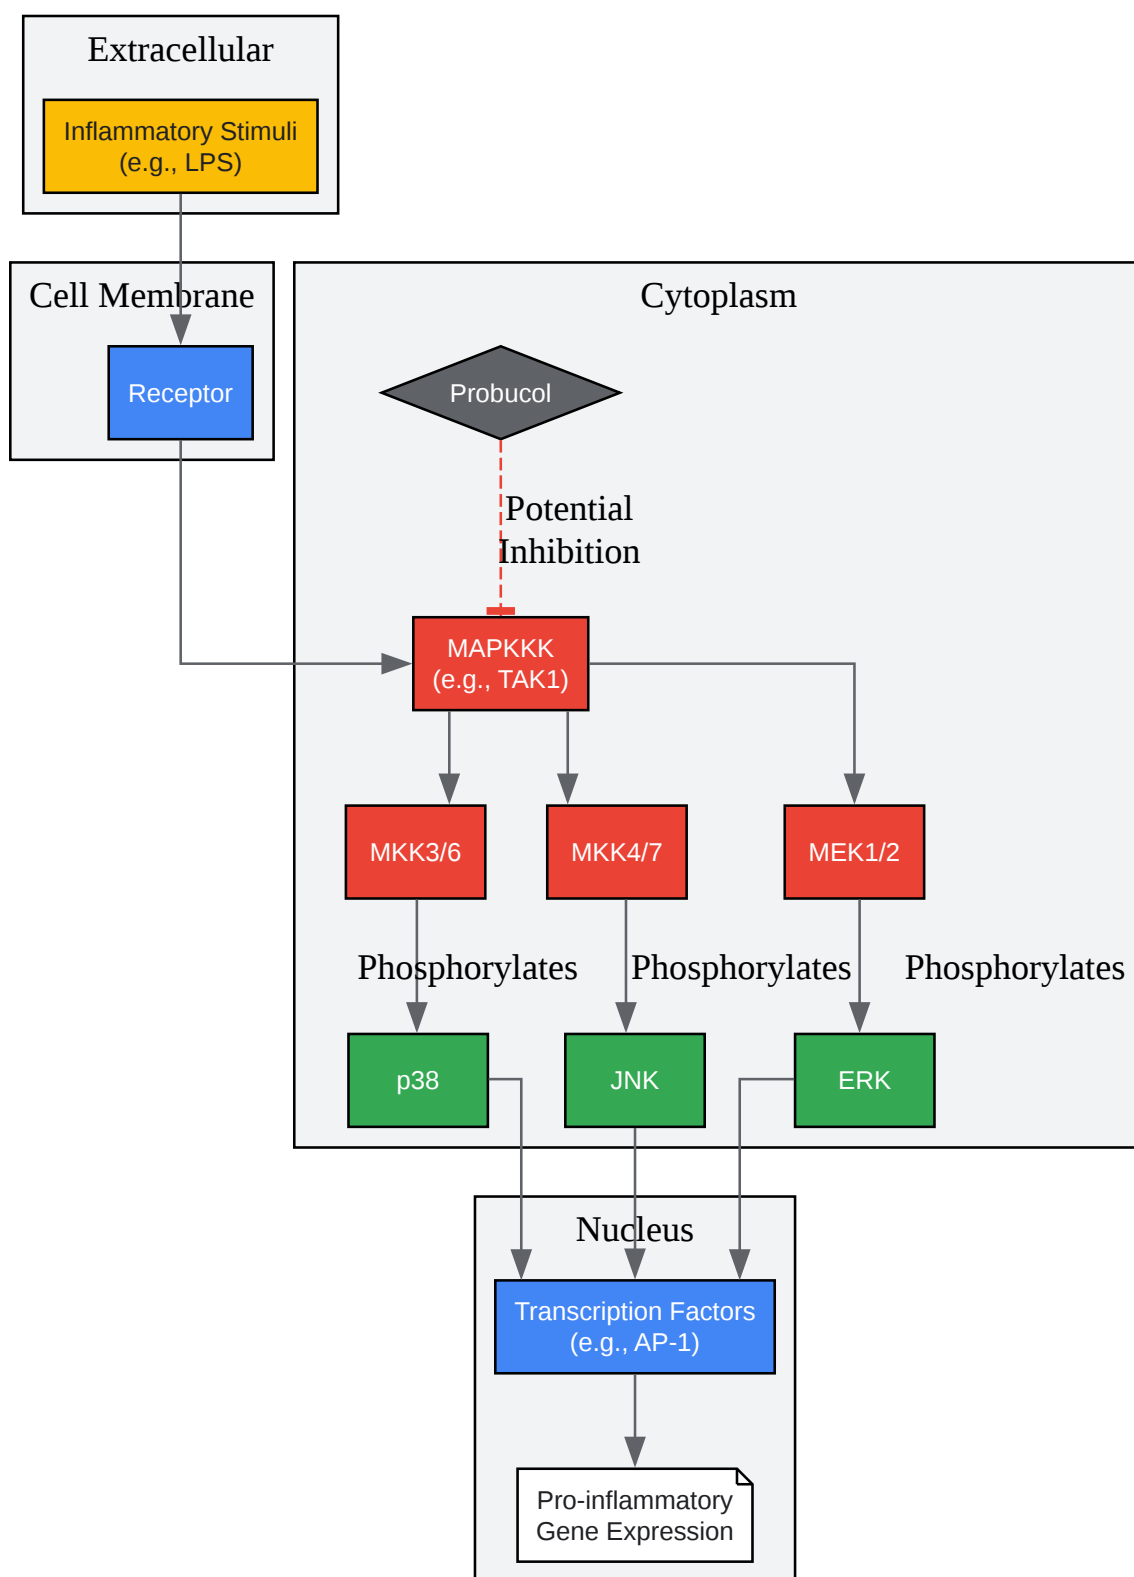 Extracellular
Inflammatory Stimuli
(e.g., LPS)
Cell Membrane
Receptor
Cytoplasm
Probucol
Potential
Inhibition
MAPKKK
(e.g., TAK1)
MKK3/6
MKK4/7
MEK1/2
Phosphorylates
Phosphorylates
Phosphorylates
p38
JNK
ERK
Nucleus
Transcription Factors
(e.g., AP-1)
Pro-inflammatory
Gene Expression